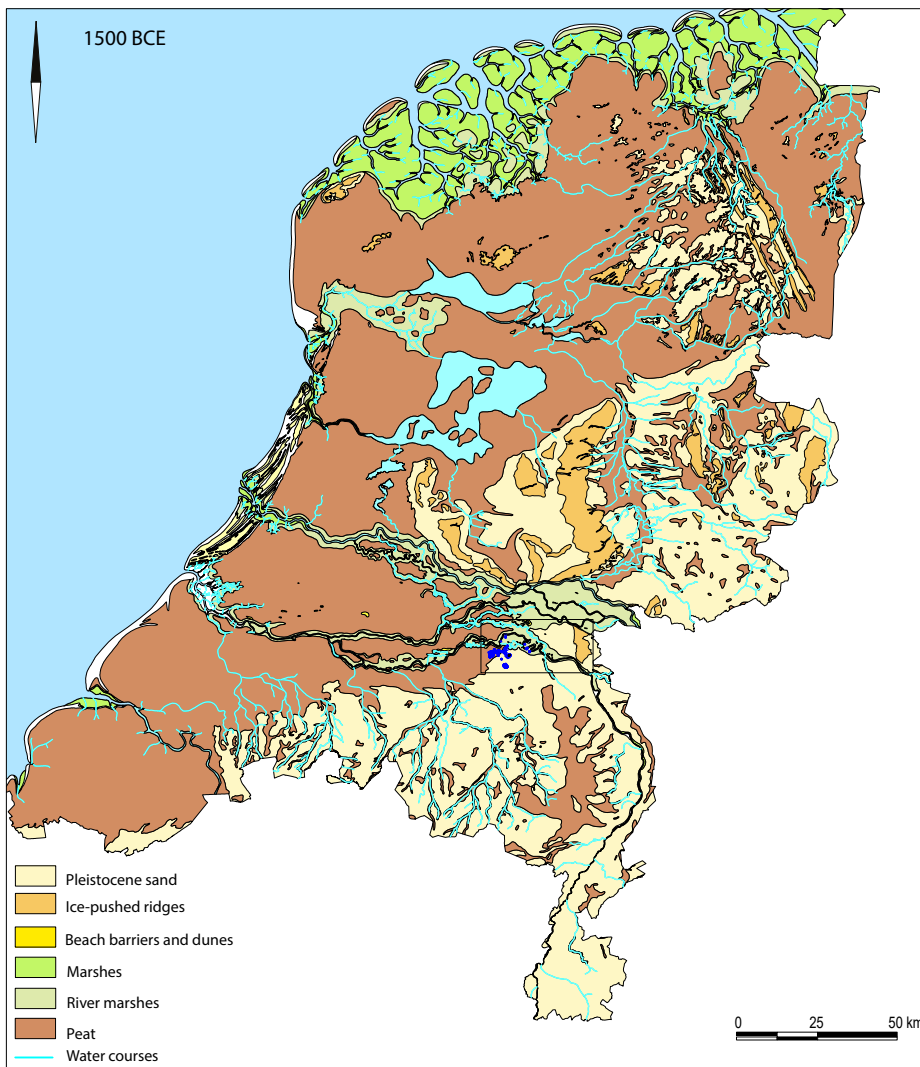 1500 BCE
Pleistocene sand
Ice-pushed ridges
Beach barriers and dunes
Marshes
River marshes
Peat
Water courses
0 25 50 km